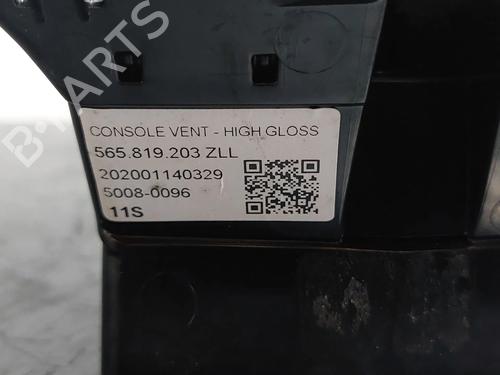 CONSOLE VENT - HIGH GLOSS
565.819.203 ZLL
202001140329
5008-0096
11S
B-PARTS